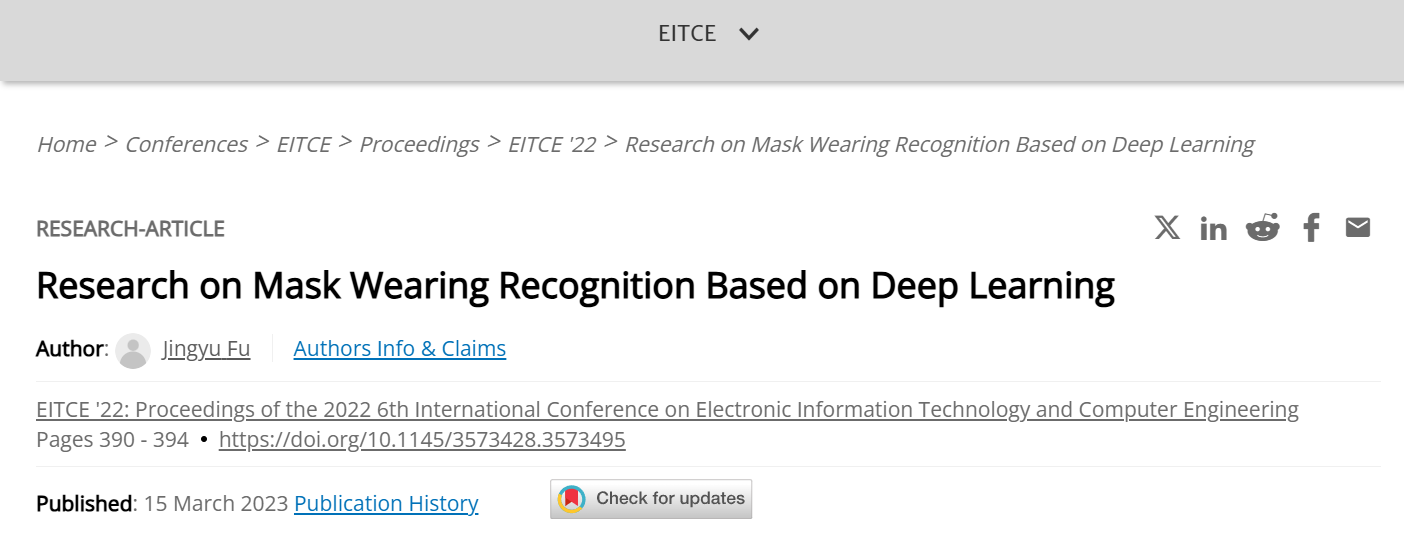 EITCE
Home > Conferences > EITCE > Proceedings > EITCE '22 > Research on Mask Wearing Recognition Based on Deep Learning
RESEARCH-ARTICLE
Research on Mask Wearing Recognition Based on Deep Learning
Author: Jingyu Fu Authors Info & Claims
EITCE '22: Proceedings of the 2022 6th International Conference on Electronic Information Technology and Computer Engineering
Pages 390 - 394 • https://doi.org/10.1145/3573428.3573495
Published: 15 March 2023 Publication History Check for updates